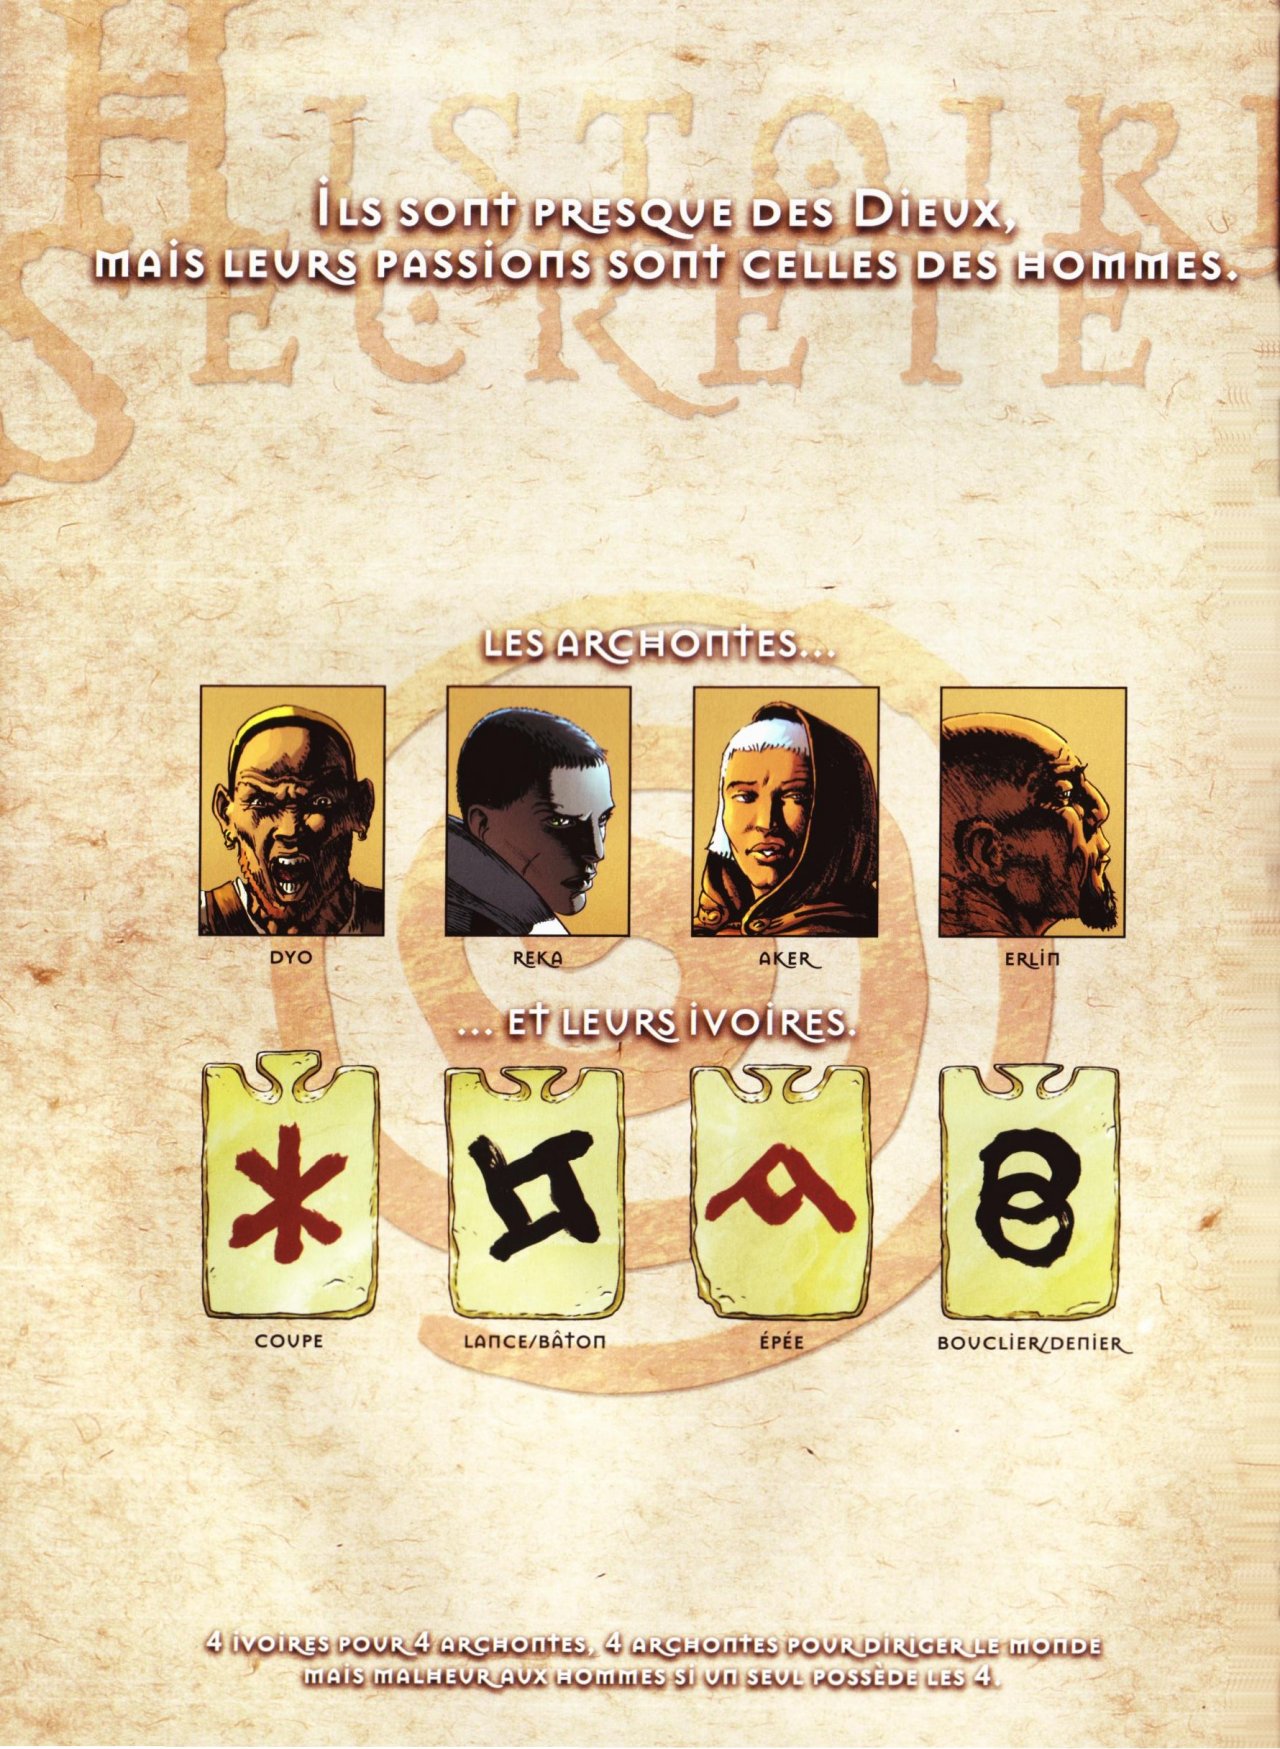 HISTOIRE
SECRÈTE
Ils sont presque des Dieux,
mais leurs passions sont celles des hommes.
Les Archontes...
Dyo
Reka
Aker
Erlin
... et leurs ivoires.
Coupe
Lance/Bâton
Épée
Bouclier/Denier
4 ivoires pour 4 archontes, 4 archontes pour diriger le monde
mais malheur aux hommes si un seul possède les 4.